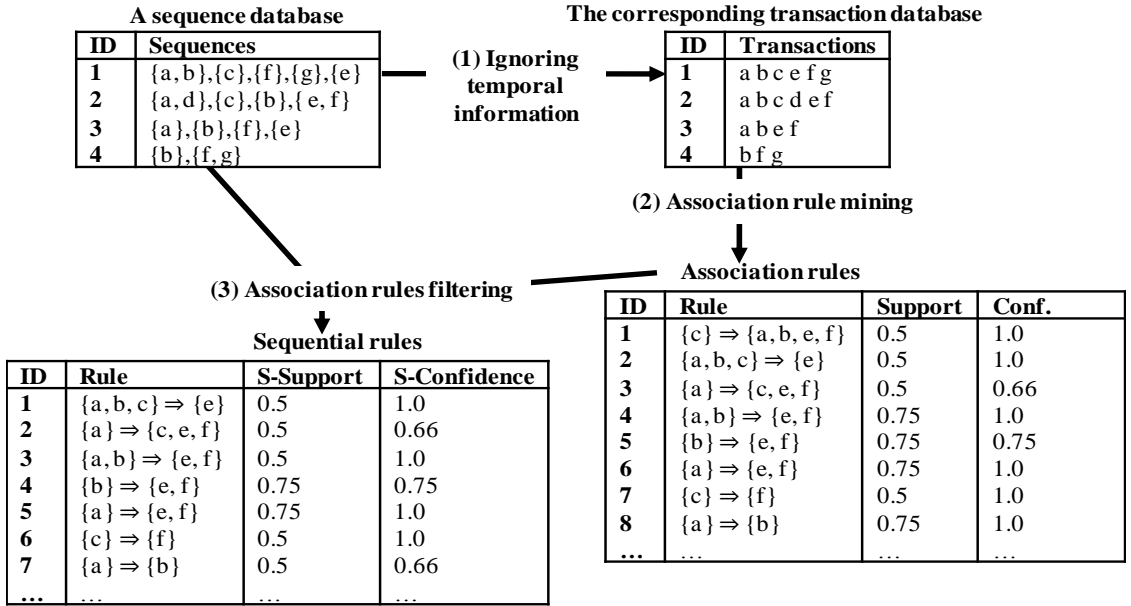 A sequence database
ID Sequences
1 {a,b},{c},{f},{g},{e}
2 {a,d},{c},{b},{e,f}
3 {a},{b},{f},{e}
4 {b},{f,g}
(1) Ignoring
temporal
information
The corresponding transaction database
ID Transactions
1 a b c e f g
2 a b c d e f
3 a b e f
4 b f g
(2) Association rule mining
Association rules
ID Rule Support Conf.
1 {c} ⇒ {a, b, e, f} 0.5 1.0
2 {a, b, c} ⇒ {e} 0.5 1.0
3 {a} ⇒ {c, e, f} 0.5 0.66
4 {a, b} ⇒ {e, f} 0.75 1.0
5 {b} ⇒ {e, f} 0.75 0.75
6 {a} ⇒ {e, f} 0.75 1.0
7 {c} ⇒ {f} 0.5 1.0
8 {a} ⇒ {b} 0.75 1.0
... ... ... ...
(3) Association rules filtering
Sequential rules
ID Rule S-Support S-Confidence
1 {a, b, c} ⇒ {e} 0.5 1.0
2 {a} ⇒ {c, e, f} 0.5 0.66
3 {a, b} ⇒ {e, f} 0.5 1.0
4 {b} ⇒ {e, f} 0.75 0.75
5 {a} ⇒ {e, f} 0.75 1.0
6 {c} ⇒ {f} 0.5 1.0
7 {a} ⇒ {b} 0.5 0.66
... ... ... ...